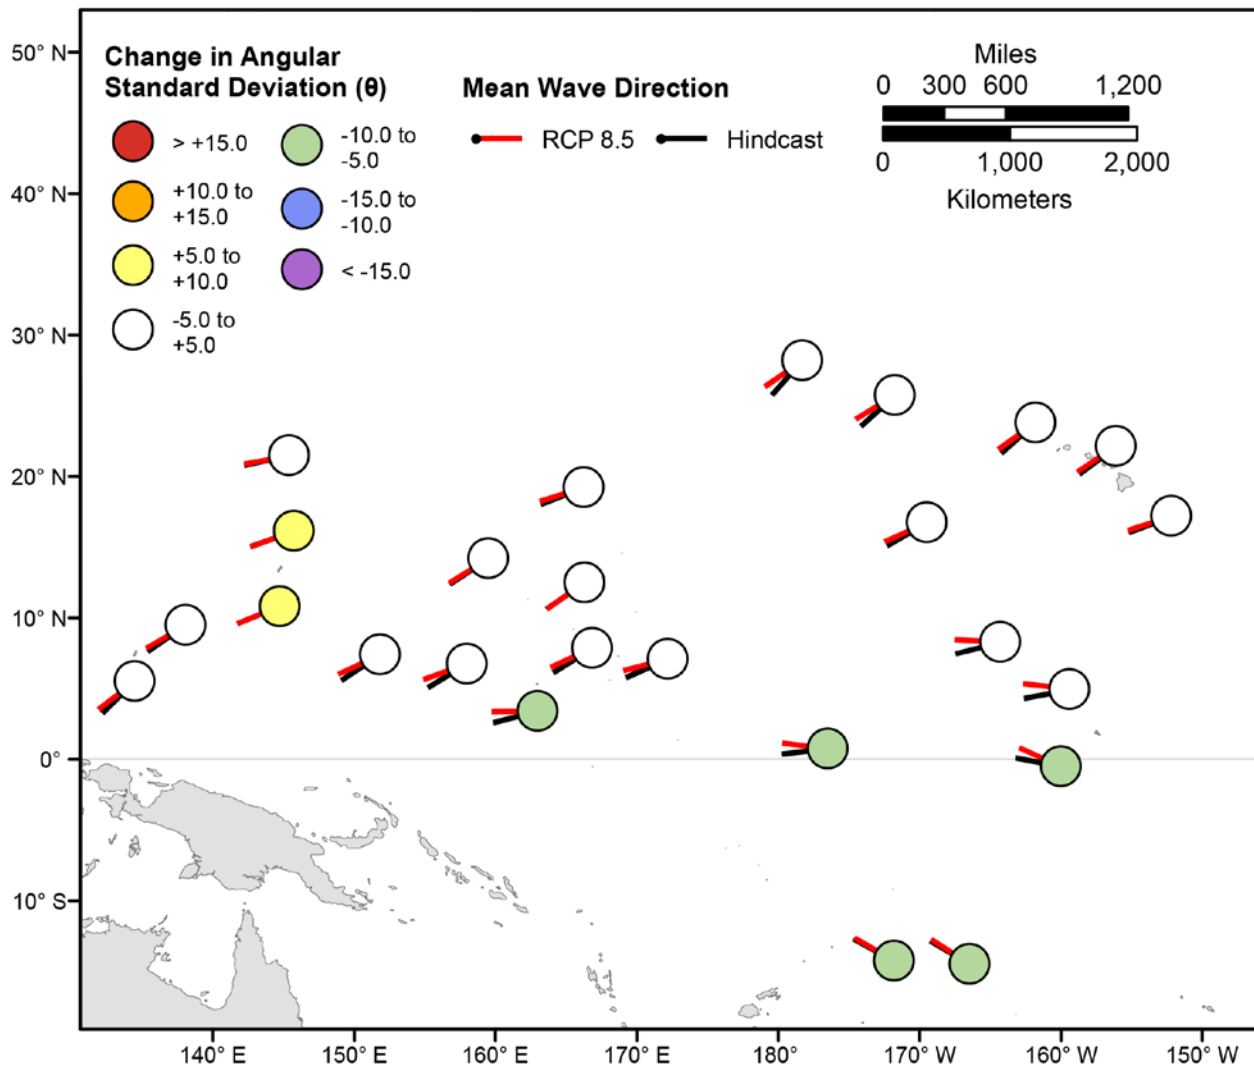 Change in Angular
Standard Deviation (θ)
> +15.0
+10.0 to
+15.0
+5.0 to
+10.0
-5.0 to
+5.0
-10.0 to
-5.0
-15.0 to
-10.0
< -15.0
Mean Wave Direction
RCP 8.5
Hindcast
Miles
0 300 600 1,200
0 1,000 2,000
Kilometers
50° N
40° N
30° N
20° N
10° N
0°
10° S
140° E 150° E 160° E 170° E 180° 170° W 160° W 150° W